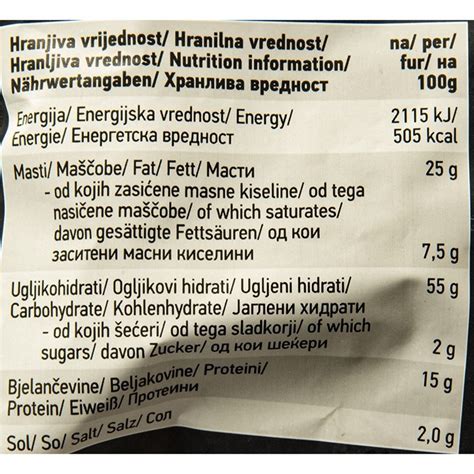 Hranjiva vrijednost/ Hranilna vrednost/ na/ per/
Hranljiva vrednost/ Nutrition information/ fur/ на
Nährwertangaben/ Хранлива вредност 100g
Energija/ Energijska vrednost/ Energy/ 2115 kJ/
Energie/ Енергетска вредност 505 kcal
Masti/ Maščobe/ Fat/ Fett/ Масти 25 g
- od kojih zasićene masne kiseline/ od tega
nasičene maščobe/ of which saturates/
davon gesättigte Fettsäuren/ од кои
заситени масни киселини 7,5 g
Ugljikohidrati/ Ogljikovi hidrati/ Ugljeni hidrati/ 55 g
Carbohydrate/ Kohlenhydrate/ Јаглени хидрати
- od kojih šećeri/ od tega sladkorji/ of which
sugars/ davon Zucker/ од кои шеќери 2 g
Bjelančevine/ Beljakovine/ Proteini/ 15 g
Protein/ Eiweiß/ Протеини
Sol/ So/ Salt/ Salz/ Сол 2,0 g